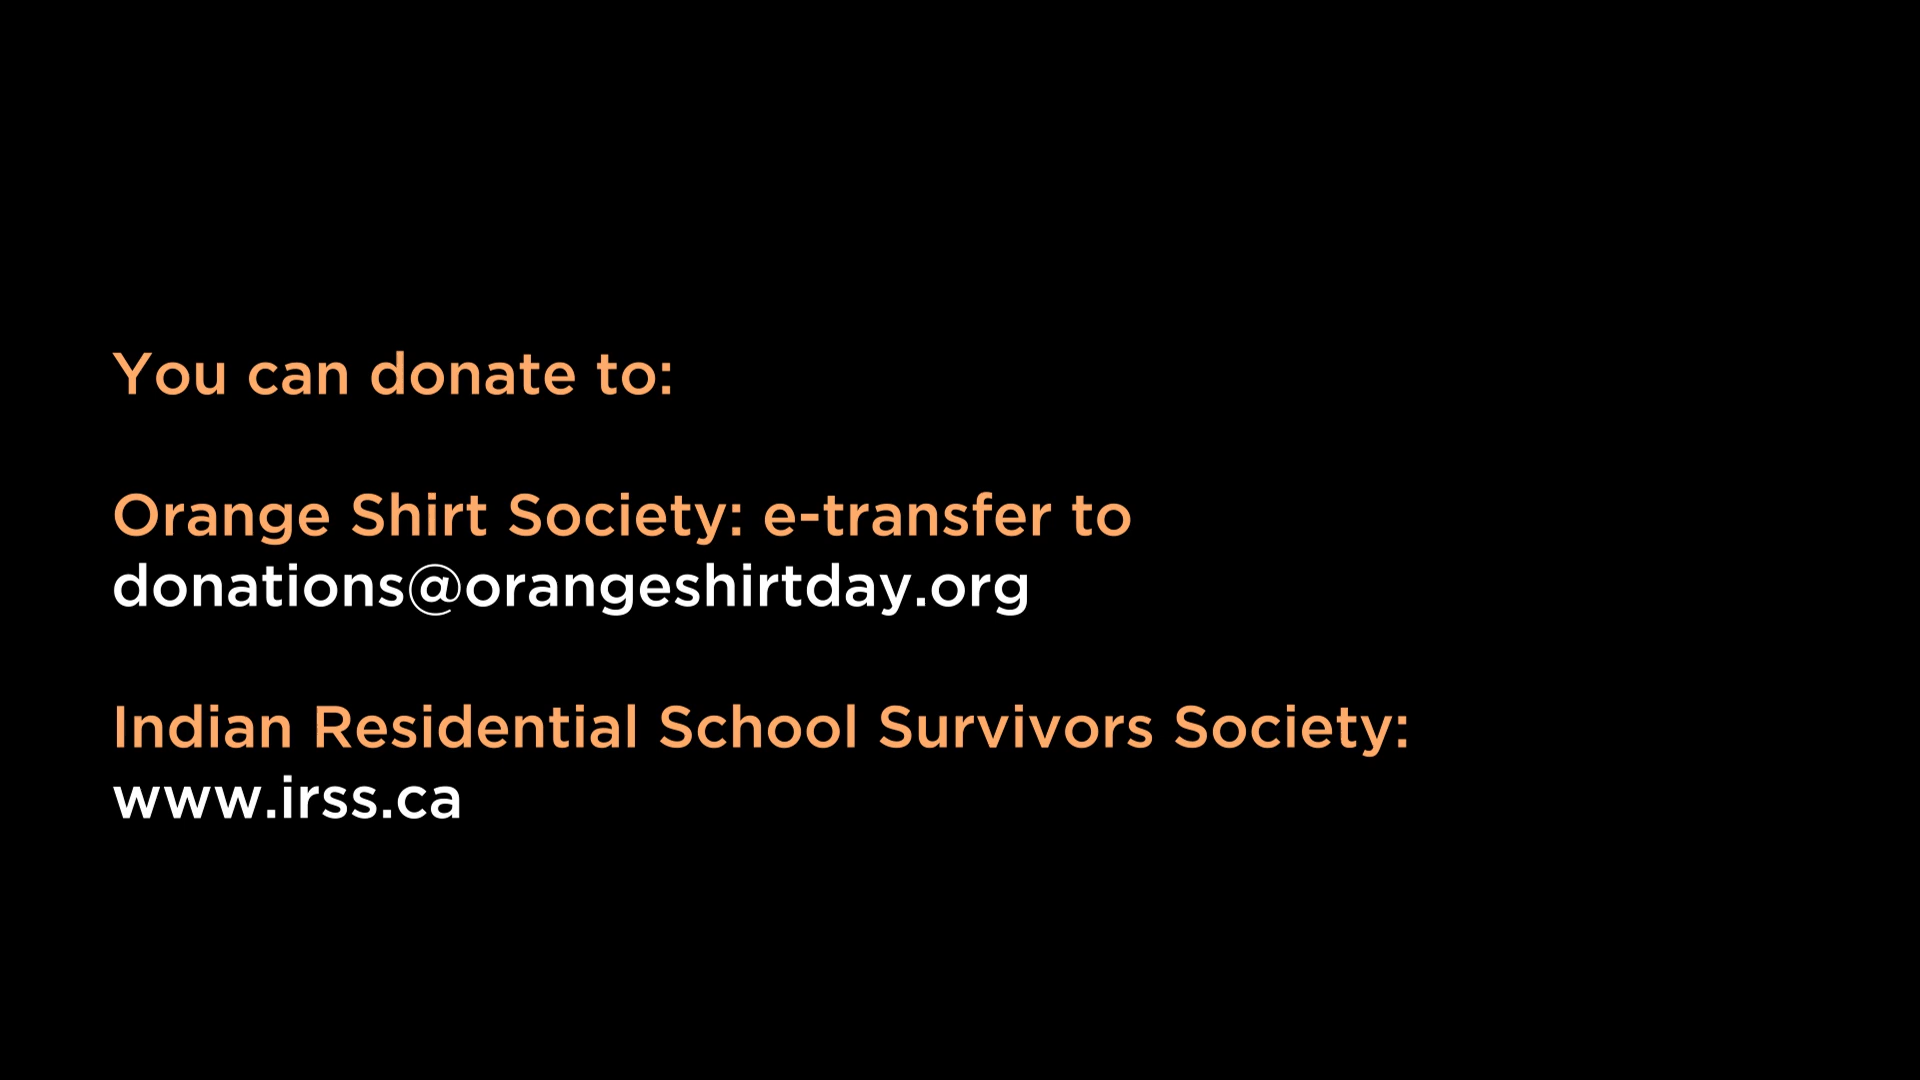 You can donate to:
Orange Shirt Society: e-transfer to
donations@orangeshirtday.org
Indian Residential School Survivors Society:
www.irss.ca